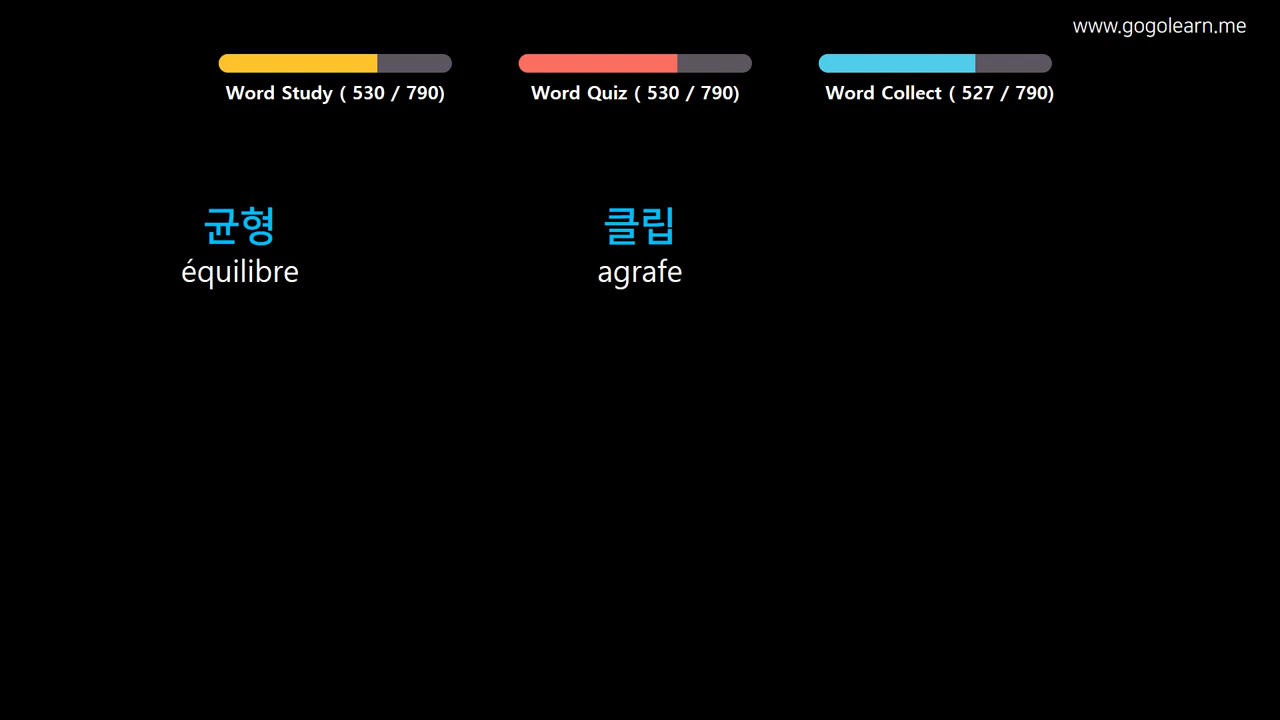 www.gogolearn.me
Word Study ( 530 / 790)
Word Quiz ( 530 / 790)
Word Collect ( 527 / 790)
균형
équilibre
클립
agrafe